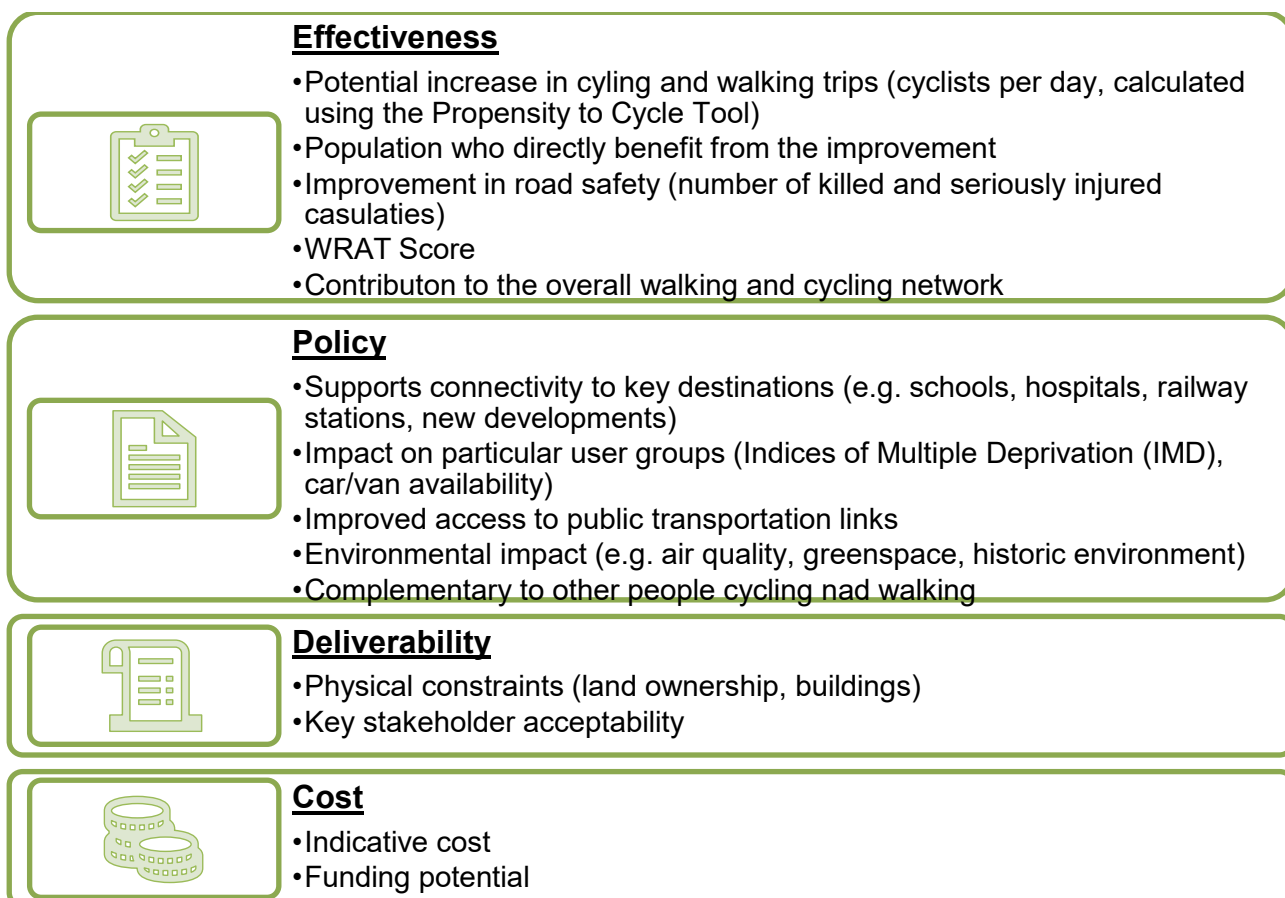 Effectiveness
•Potential increase in cyling and walking trips (cyclists per day, calculated
using the Propensity to Cycle Tool)
•Population who directly benefit from the improvement
•Improvement in road safety (number of killed and seriously injured
casulaties)
•WRAT Score
•Contributon to the overall walking and cycling network
Policy
•Supports connectivity to key destinations (e.g. schools, hospitals, railway
stations, new developments)
•Impact on particular user groups (Indices of Multiple Deprivation (IMD),
car/van availability)
•Improved access to public transportation links
•Environmental impact (e.g. air quality, greenspace, historic environment)
•Complementary to other people cycling nad walking
Deliverability
•Physical constraints (land ownership, buildings)
•Key stakeholder acceptability
Cost
•Indicative cost
•Funding potential